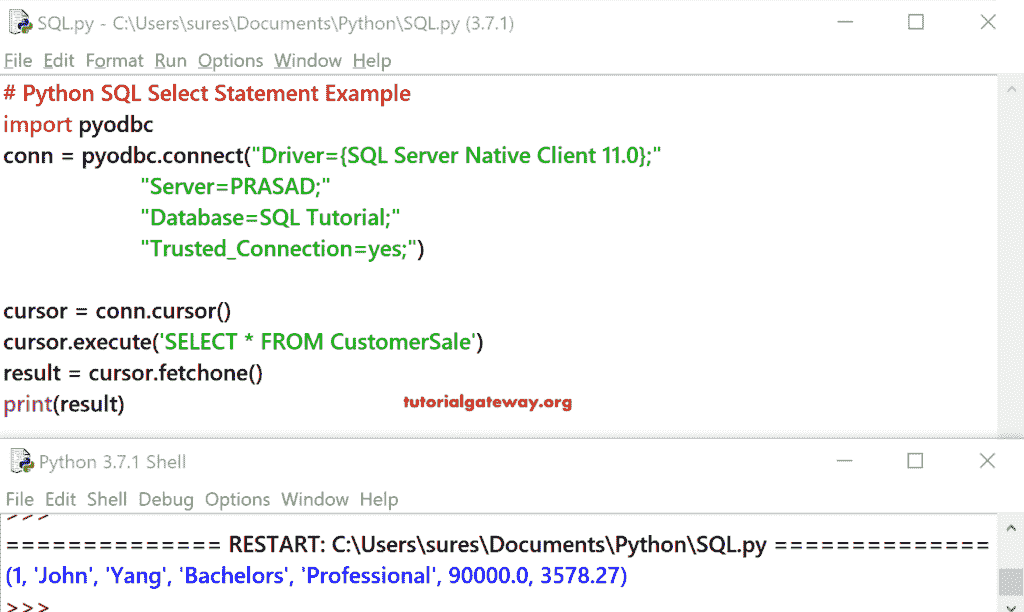 SQL.py - C:\Users\sures\Documents\Python\SQL.py (3.7.1)
File Edit Format Run Options Window Help
# Python SQL Select Statement Example
import pyodbc
conn = pyodbc.connect("Driver={SQL Server Native Client 11.0};"
"Server=PRASAD;"
"Database=SQL Tutorial;"
"Trusted_Connection=yes;")
cursor = conn.cursor()
cursor.execute('SELECT * FROM CustomerSale')
result = cursor.fetchone()
print(result)
tutorialgateway.org
Python 3.7.1 Shell
File Edit Shell Debug Options Window Help
>>>
============== RESTART: C:\Users\sures\Documents\Python\SQL.py ==============
(1, 'John', 'Yang', 'Bachelors', 'Professional', 90000.0, 3578.27)
>>>